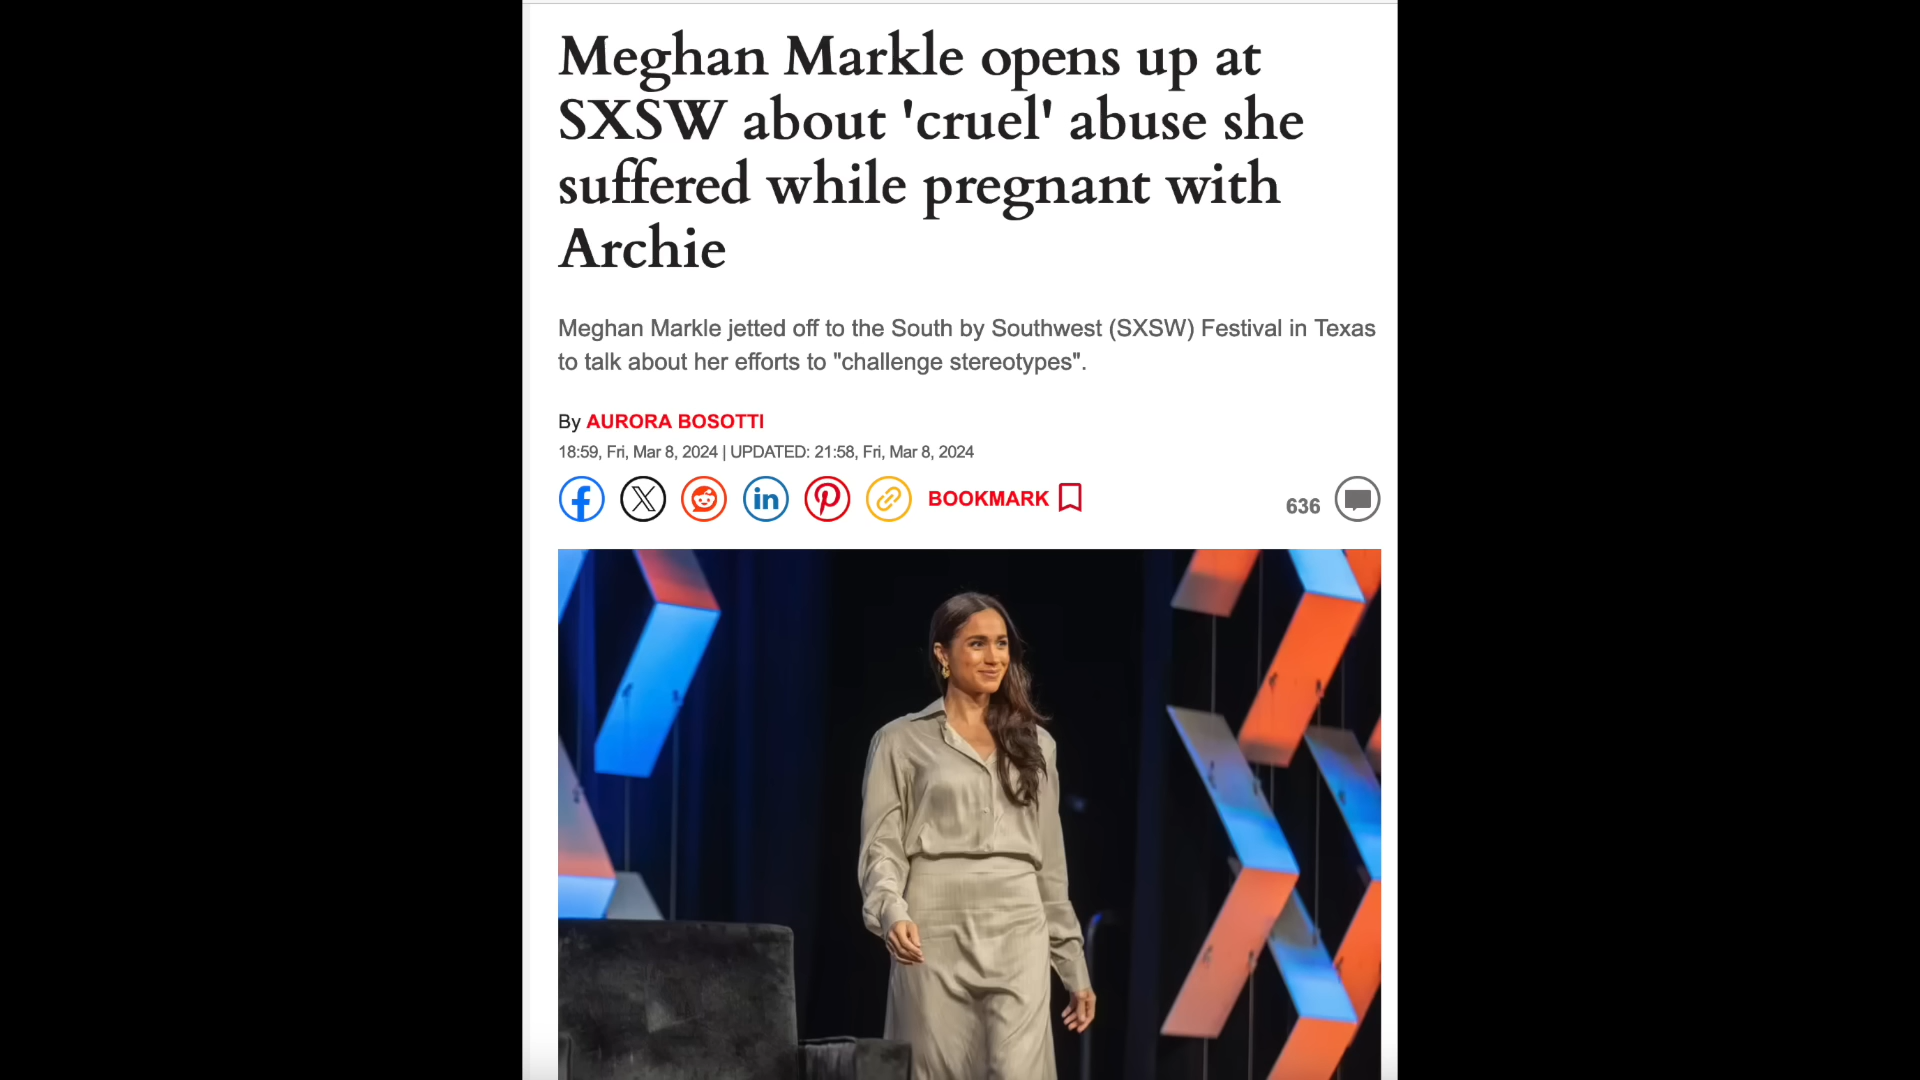 Meghan Markle opens up at
SXSW about 'cruel' abuse she
suffered while pregnant with
Archie
Meghan Markle jetted off to the South by Southwest (SXSW) Festival in Texas
to talk about her efforts to "challenge stereotypes".
By AURORA BOSOTTI
18:59, Fri, Mar 8, 2024 | UPDATED: 21:58, Fri, Mar 8, 2024
BOOKMARK
636